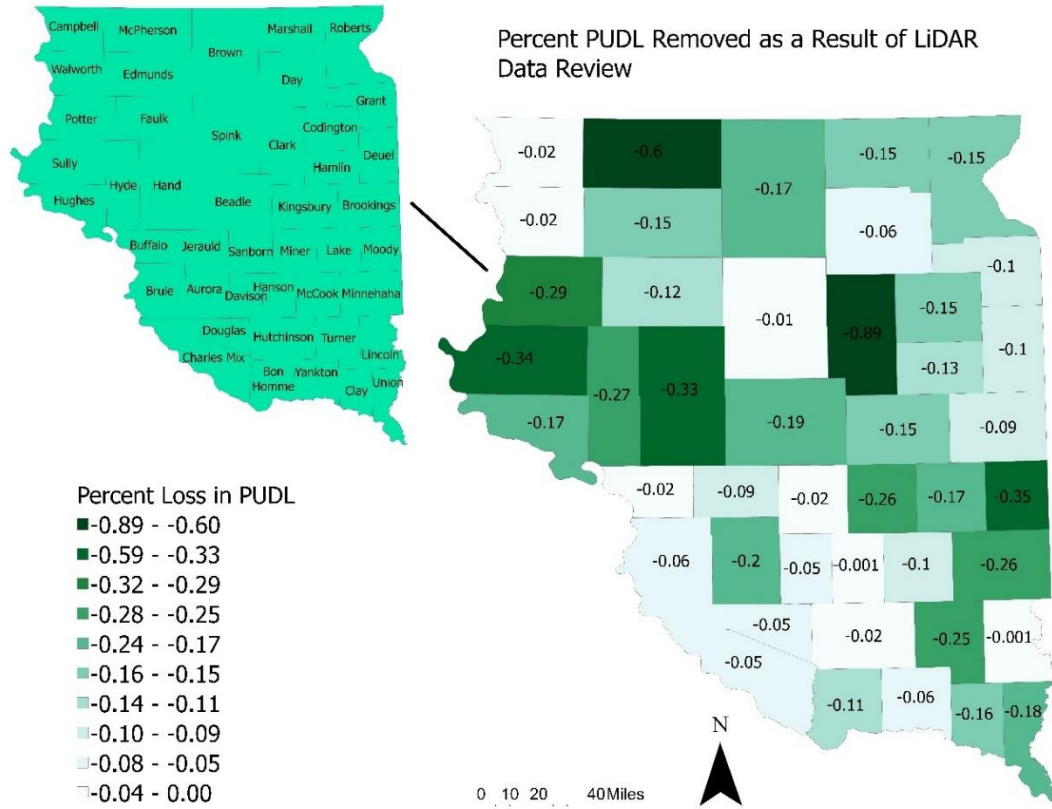 Campbell
McPherson
Marshall
Roberts
Brown
Walworth
Edmunds
Day
Grant
Potter
Faulk
Spink
Codington
Clark
Deuel
Hamlin
Sully
Hyde
Hand
Hughes
Beadle
Kingsbury
Brookings
Buffalo
Jerauld
Sanborn
Miner
Lake
Moody
Brule
Aurora
Davison
Hanson
McCook
Minnehaha
Douglas
Hutchinson
Turner
Charles Mix
Lincoln
Bon
Homme
Yankton
Clay
Union
Percent PUDL Removed as a Result of LiDAR
Data Review
-0.02
-0.6
-0.17
-0.15
-0.15
-0.02
-0.15
-0.06
-0.1
-0.29
-0.12
-0.01
-0.89
-0.15
-0.1
-0.34
-0.27
-0.33
-0.13
-0.17
-0.19
-0.15
-0.09
-0.02
-0.09
-0.02
-0.26
-0.17
-0.35
-0.06
-0.2
-0.05
-0.001
-0.1
-0.26
-0.05
-0.02
-0.25
-0.001
-0.05
-0.11
-0.06
-0.16
-0.18
Percent Loss in PUDL
-0.89 - -0.60
-0.59 - -0.33
-0.32 - -0.29
-0.28 - -0.25
-0.24 - -0.17
-0.16 - -0.15
-0.14 - -0.11
-0.10 - -0.09
-0.08 - -0.05
-0.04 - 0.00
N
0 10 20 40 Miles